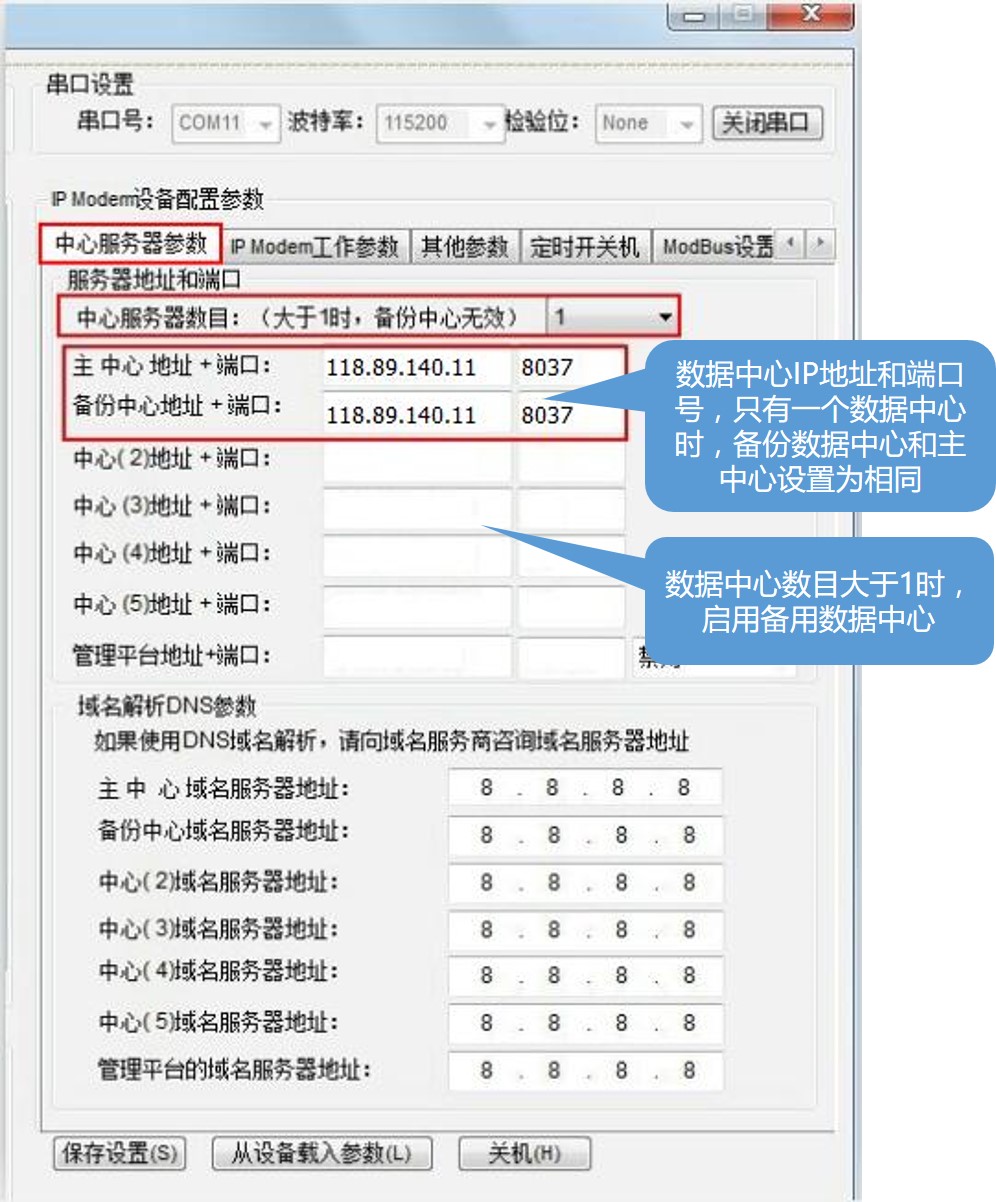 串口设置
串口号： COM11 波特率： 115200 检验位： None 关闭串口
IP Modem设备配置参数
中心服务器参数 IP Modem工作参数 其他参数 定时开关机 ModBus设置
服务器地址和端口
中心服务器数目：（大于1时，备份中心无效） 1
主 中心 地址 + 端口： 118.89.140.11 8037
备份中心地址 + 端口： 118.89.140.11 8037
数据中心IP地址和端口
号，只有一个数据中心
时，备份数据中心和主
中心设置为相同
中心( 2)地址 + 端口：
中心 (3)地址 + 端口：
中心 (4)地址 + 端口：
中心 (5)地址 + 端口：
数据中心数目大于1时，
启用备用数据中心
管理平台地址+端口：
域名解析DNS参数
如果使用DNS域名解析，请向域名服务商咨询域名服务器地址
主 中 心 域名服务器地址： 8 . 8 . 8 . 8
备份中心域名服务器地址： 8 . 8 . 8 . 8
中心( 2)域名服务器地址： 8 . 8 . 8 . 8
中心( 3)域名服务器地址： 8 . 8 . 8 . 8
中心( 4)域名服务器地址： 8 . 8 . 8 . 8
中心( 5)域名服务器地址： 8 . 8 . 8 . 8
管理平台的域名服务器地址： 8 . 8 . 8 . 8
保存设置(S) 从设备载入参数(L) 关机(H)